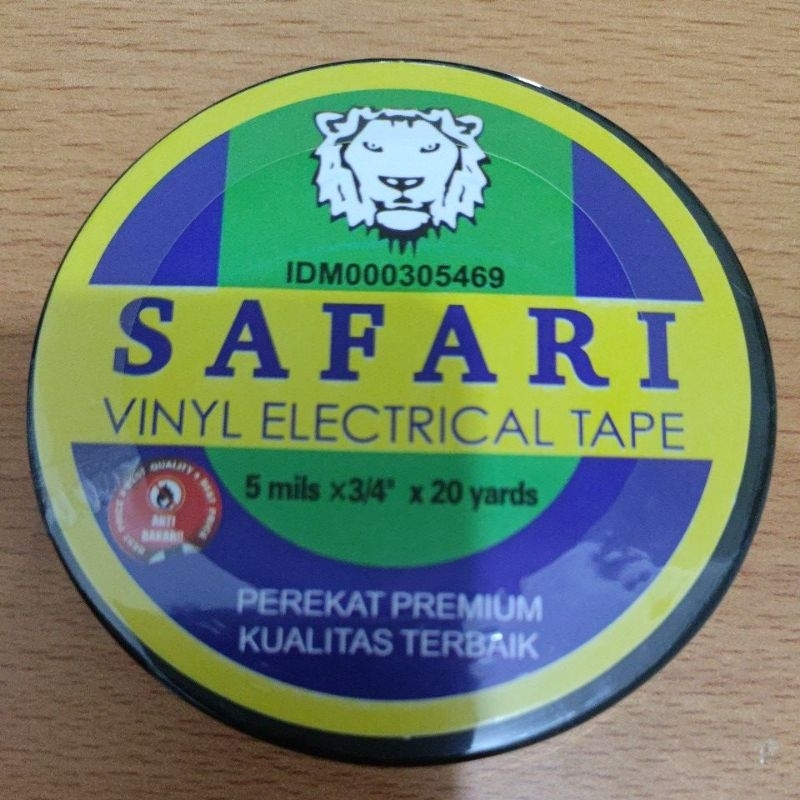 IDM000305469
SAFARI
VINYL ELECTRICAL TAPE
5 mils x3/4" x 20 yards
ANTI
BAKAR!!
PEREKAT PREMIUM
KUALITAS TERBAIK